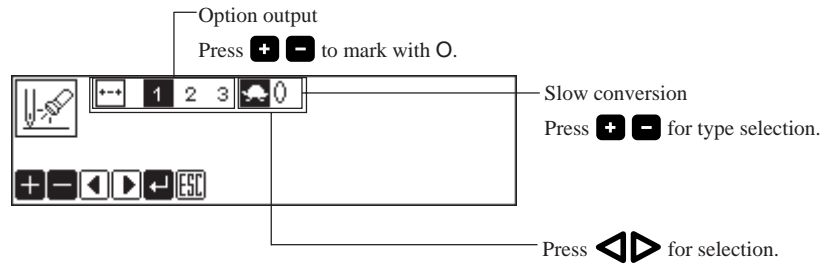 Option output
Press + − to mark with O.
1 2 3 0
Slow conversion
Press + − for type selection.
+ − ESC
Press for selection.